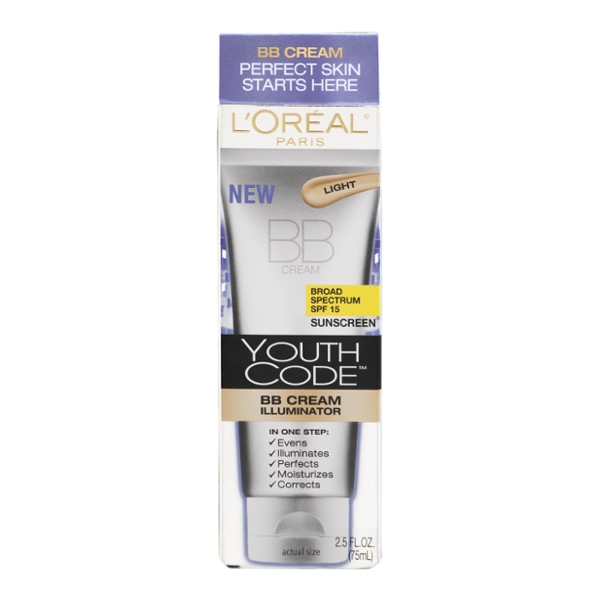 BB CREAM
PERFECT SKIN
STARTS HERE
L'ORÉAL®
PARIS
NEW
LIGHT
BB
CREAM
BROAD
SPECTRUM
SPF 15
SUNSCREEN
YOUTH
CODE™
BB CREAM
ILLUMINATOR
IN ONE STEP:
✓Evens
✓Illuminates
✓Perfects
✓Moisturizes
✓Corrects
2.5 FL.OZ.
(75mL)
actual size